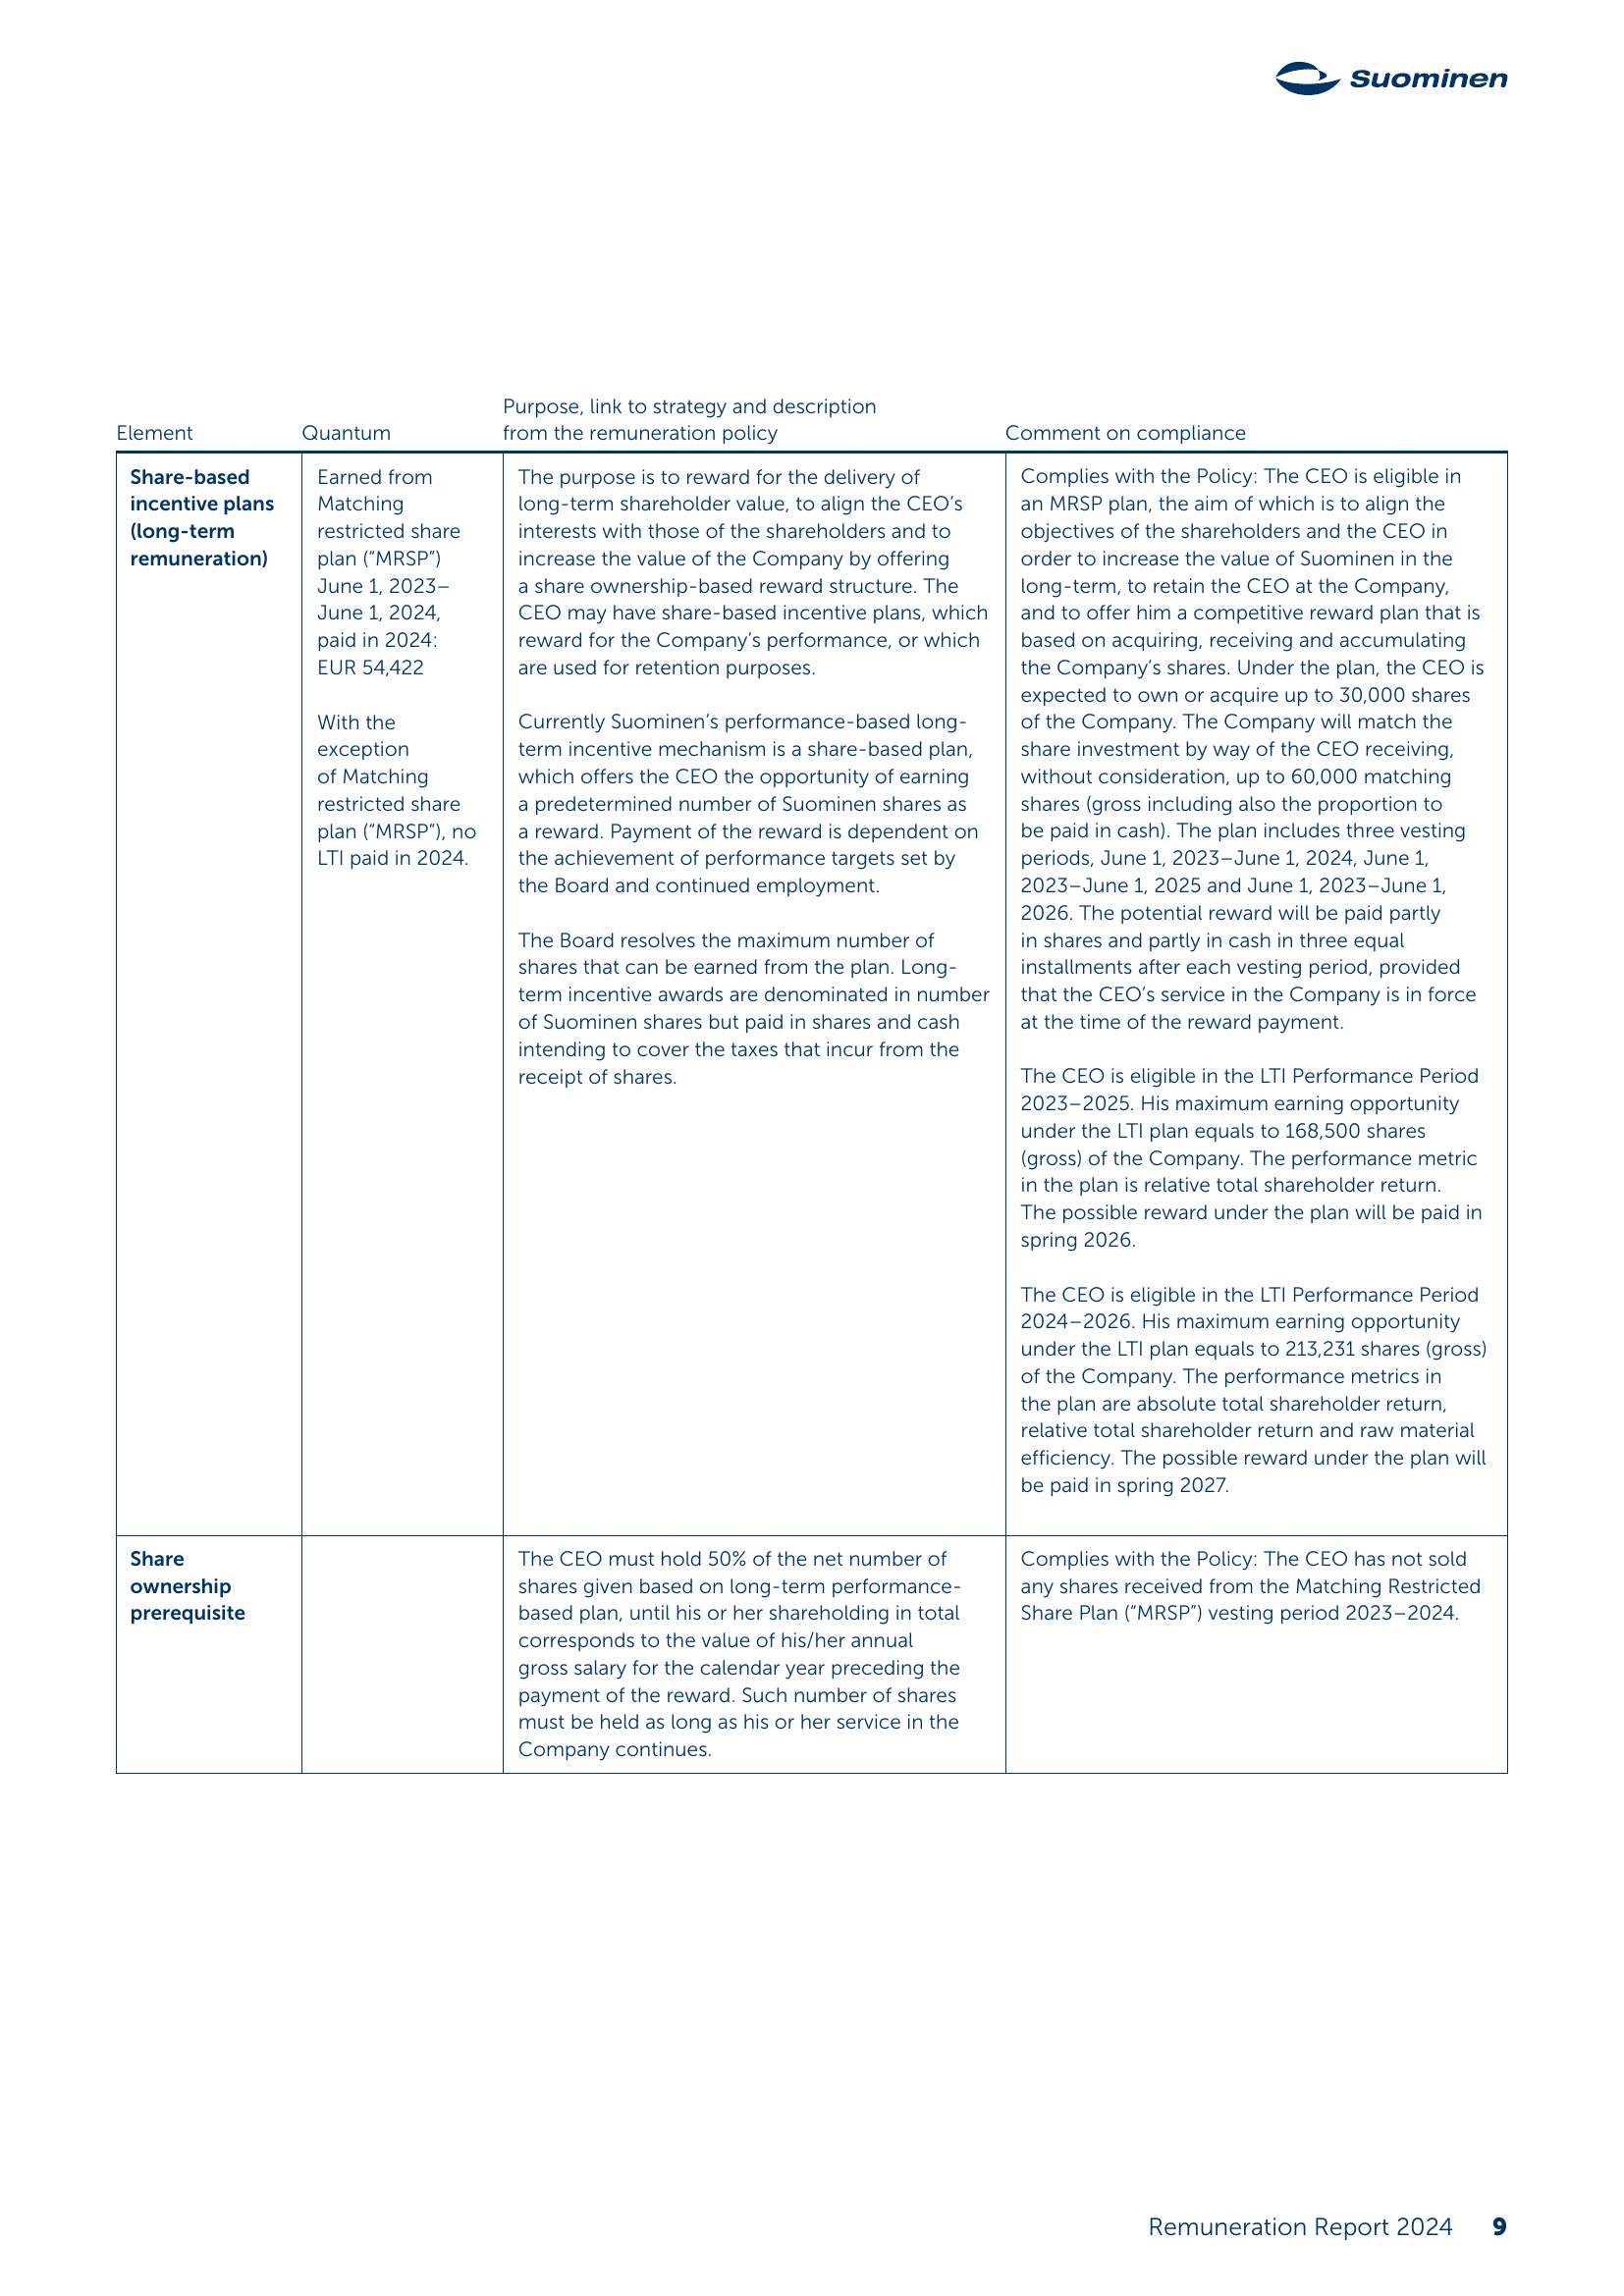 Suominen
Purpose, link to strategy and description
from the remuneration policy
Element
Quantum
Comment on compliance
Share-based
incentive plans
(long-term
remuneration)
Earned from
Matching
restricted share
plan (“MRSP”)
June 1, 2023–
June 1, 2024,
paid in 2024:
EUR 54,422
With the
exception
of Matching
restricted share
plan (“MRSP”), no
LTI paid in 2024.
The purpose is to reward for the delivery of
long-term shareholder value, to align the CEO’s
interests with those of the shareholders and to
increase the value of the Company by offering
a share ownership-based reward structure. The
CEO may have share-based incentive plans, which
reward for the Company’s performance, or which
are used for retention purposes.
Currently Suominen’s performance-based long-
term incentive mechanism is a share-based plan,
which offers the CEO the opportunity of earning
a predetermined number of Suominen shares as
a reward. Payment of the reward is dependent on
the achievement of performance targets set by
the Board and continued employment.
The Board resolves the maximum number of
shares that can be earned from the plan. Long-
term incentive awards are denominated in number
of Suominen shares but paid in shares and cash
intending to cover the taxes that incur from the
receipt of shares.
Complies with the Policy: The CEO is eligible in
an MRSP plan, the aim of which is to align the
objectives of the shareholders and the CEO in
order to increase the value of Suominen in the
long-term, to retain the CEO at the Company,
and to offer him a competitive reward plan that is
based on acquiring, receiving and accumulating
the Company’s shares. Under the plan, the CEO is
expected to own or acquire up to 30,000 shares
of the Company. The Company will match the
share investment by way of the CEO receiving,
without consideration, up to 60,000 matching
shares (gross including also the proportion to
be paid in cash). The plan includes three vesting
periods, June 1, 2023–June 1, 2024, June 1,
2023–June 1, 2025 and June 1, 2023–June 1,
2026. The potential reward will be paid partly
in shares and partly in cash in three equal
installments after each vesting period, provided
that the CEO’s service in the Company is in force
at the time of the reward payment.
The CEO is eligible in the LTI Performance Period
2023–2025. His maximum earning opportunity
under the LTI plan equals to 168,500 shares
(gross) of the Company. The performance metric
in the plan is relative total shareholder return.
The possible reward under the plan will be paid in
spring 2026.
The CEO is eligible in the LTI Performance Period
2024–2026. His maximum earning opportunity
under the LTI plan equals to 213,231 shares (gross)
of the Company. The performance metrics in
the plan are absolute total shareholder return,
relative total shareholder return and raw material
efficiency. The possible reward under the plan will
be paid in spring 2027.
Share
ownership
prerequisite
The CEO must hold 50% of the net number of
shares given based on long-term performance-
based plan, until his or her shareholding in total
corresponds to the value of his/her annual
gross salary for the calendar year preceding the
payment of the reward. Such number of shares
must be held as long as his or her service in the
Company continues.
Complies with the Policy: The CEO has not sold
any shares received from the Matching Restricted
Share Plan (“MRSP”) vesting period 2023–2024.
Remuneration Report 2024 9